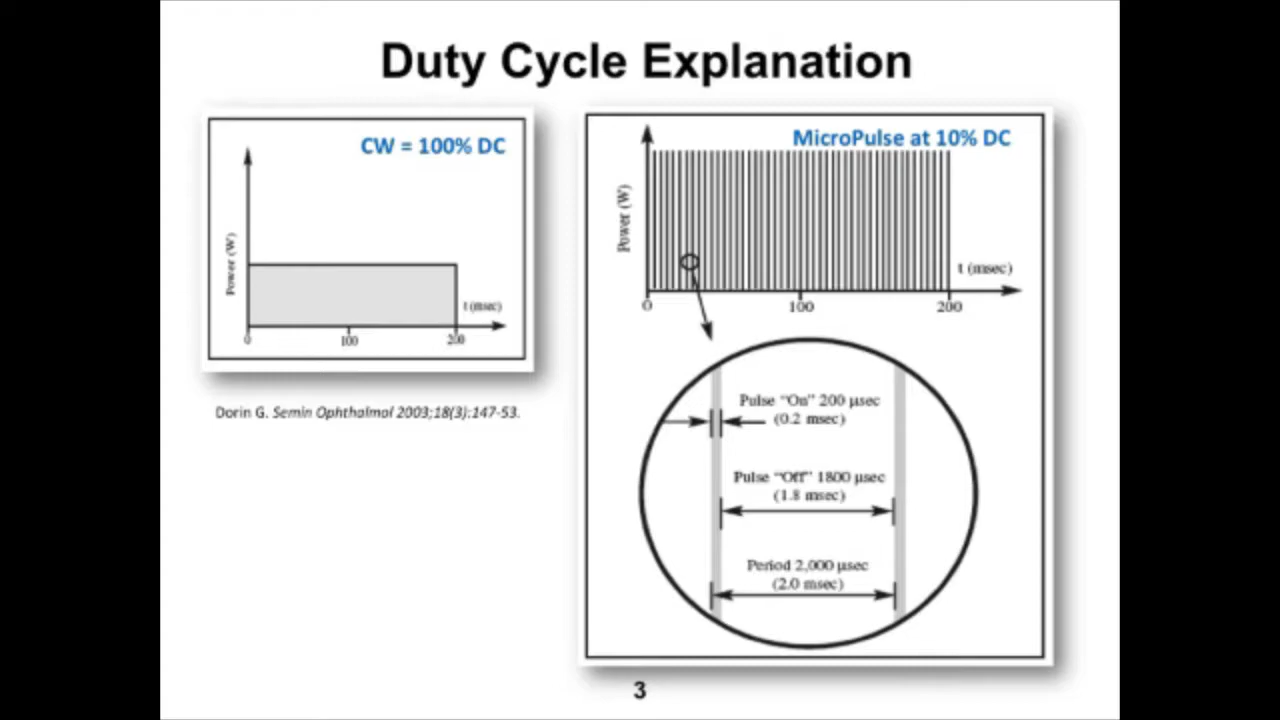 Duty Cycle Explanation
CW = 100% DC
Power (W)
t (msec)
0
100
200
Dorin G. Semin Ophthalmol 2003;18(3):147-53.
MicroPulse at 10% DC
Power (W)
t (msec)
0
100
200
Pulse “On” 200 μsec
(0.2 msec)
Pulse “Off” 1800 μsec
(1.8 msec)
Period 2,000 μsec
(2.0 msec)
3